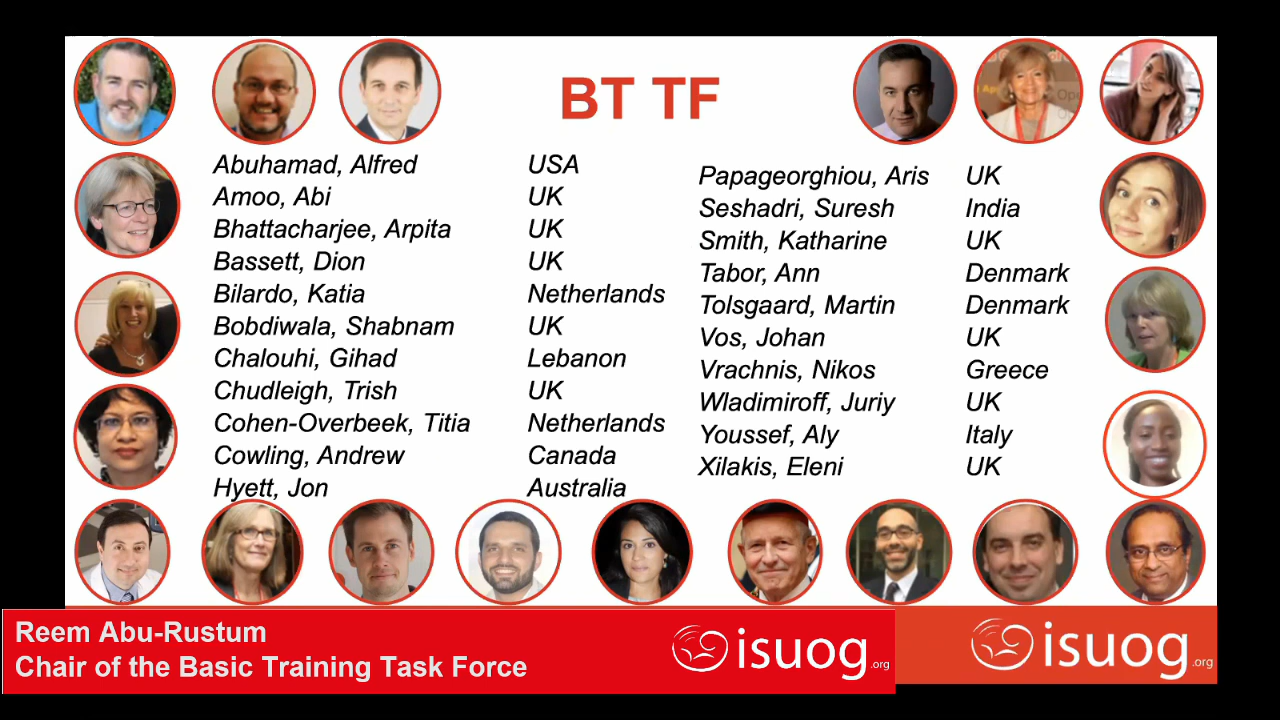 BT TF
Abuhamad, Alfred USA
Amoo, Abi UK
Bhattacharjee, Arpita UK
Bassett, Dion UK
Bilardo, Katia Netherlands
Bobdiwala, Shabnam UK
Chalouhi, Gihad Lebanon
Chudleigh, Trish UK
Cohen-Overbeek, Titia Netherlands
Cowling, Andrew Canada
Hyett, Jon Australia
Papageorghiou, Aris UK
Seshadri, Suresh India
Smith, Katharine UK
Tabor, Ann Denmark
Tolsgaard, Martin Denmark
Vos, Johan UK
Vrachnis, Nikos Greece
Wladimiroff, Juriy UK
Youssef, Aly Italy
Xilakis, Eleni UK
Reem Abu-Rustum
Chair of the Basic Training Task Force
isuog.org
isuog.org